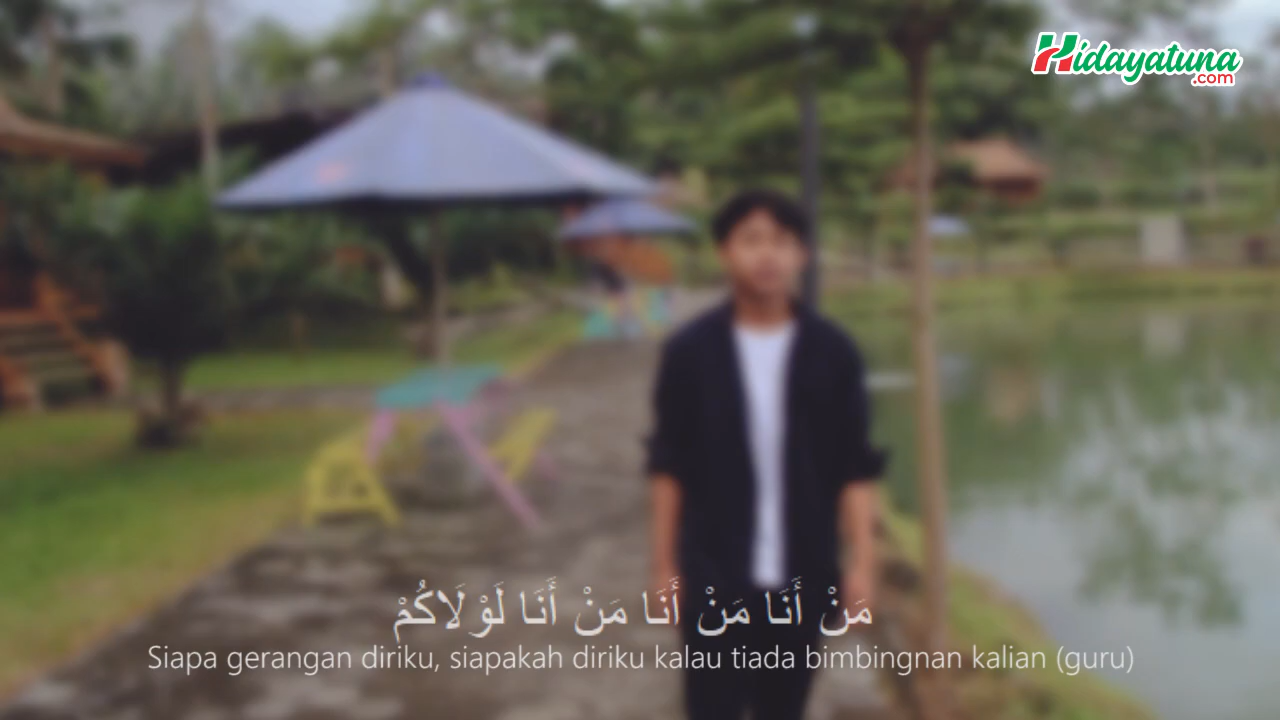 Hidayatuna
.com
مَنْ أَنَا مَنْ أَنَا مَنْ أَنَا لَوْلَاكُمْ
Siapa gerangan diriku, siapakah diriku kalau tiada bimbingnan kalian (guru)